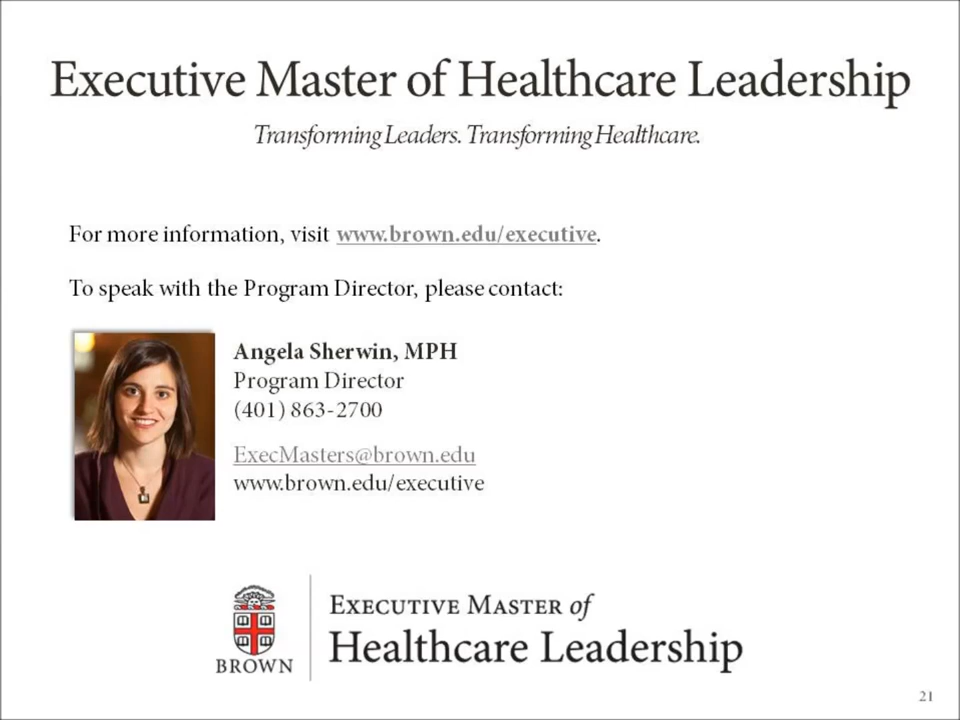 Executive Master of Healthcare Leadership
Transforming Leaders. Transforming Healthcare.
For more information, visit www.brown.edu/executive.
To speak with the Program Director, please contact:
Angela Sherwin, MPH
Program Director
(401) 863-2700
ExecMasters@brown.edu
www.brown.edu/executive
BROWN
EXECUTIVE MASTER of
Healthcare Leadership
21